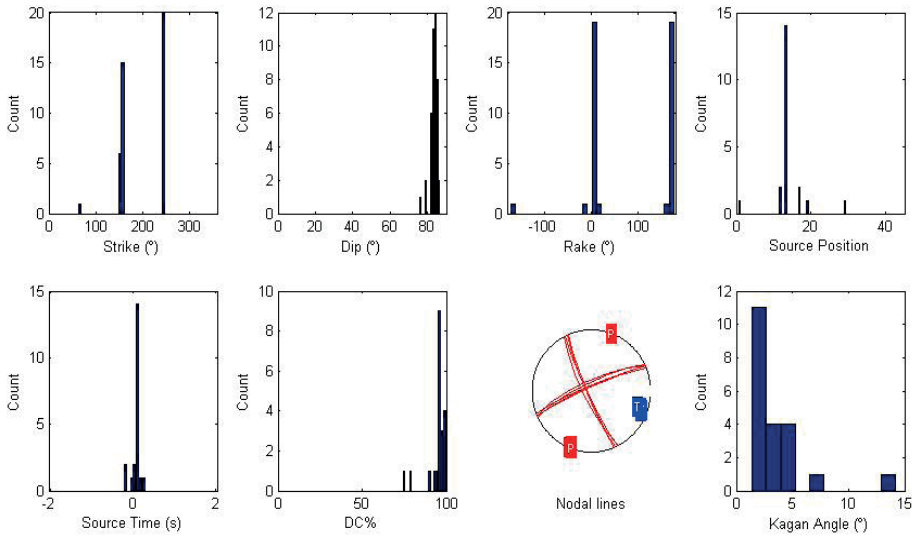 20
15
10
5
0
Count
0 100 200 300
Strike (°)
12
10
8
6
4
2
0
Count
0 20 40 60 80
Dip (°)
20
15
10
5
0
Count
-100 0 100
Rake (°)
15
10
5
0
Count
0 20 40
Source Position
15
10
5
0
Count
-2 0 2
Source Time (s)
10
8
6
4
2
0
Count
0 50 100
DC%
P
T
P
Nodal lines
12
10
8
6
4
2
0
Count
0 5 10 15
Kagan Angle (°)